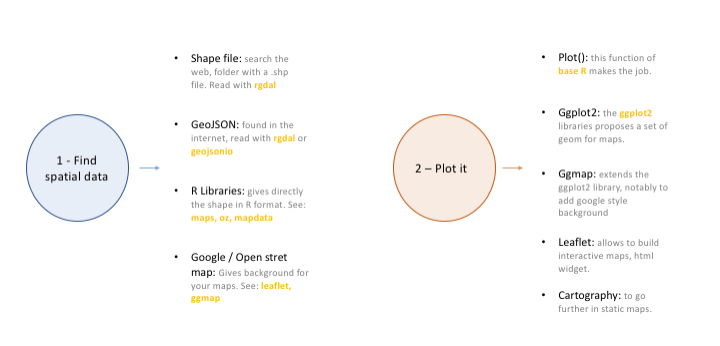 1 - Find
spatial data
• Shape file: search the
web, folder with a .shp
file. Read with rgdal
• GeoJSON: found in the
internet, read with rgdal or
geojsonio
• R Libraries: gives directly
the shape in R format. See:
maps, oz, mapdata
• Google / Open stret
map: Gives background for
your maps. See: leaflet,
ggmap
2 – Plot it
• Plot(): this function of
base R makes the job.
• Ggplot2: the ggplot2
libraries proposes a set of
geom for maps.
• Ggmap: extends the
ggplot2 library, notably to
add google style
background
• Leaflet: allows to build
interactive maps, html
widget.
• Cartography: to go
further in static maps.